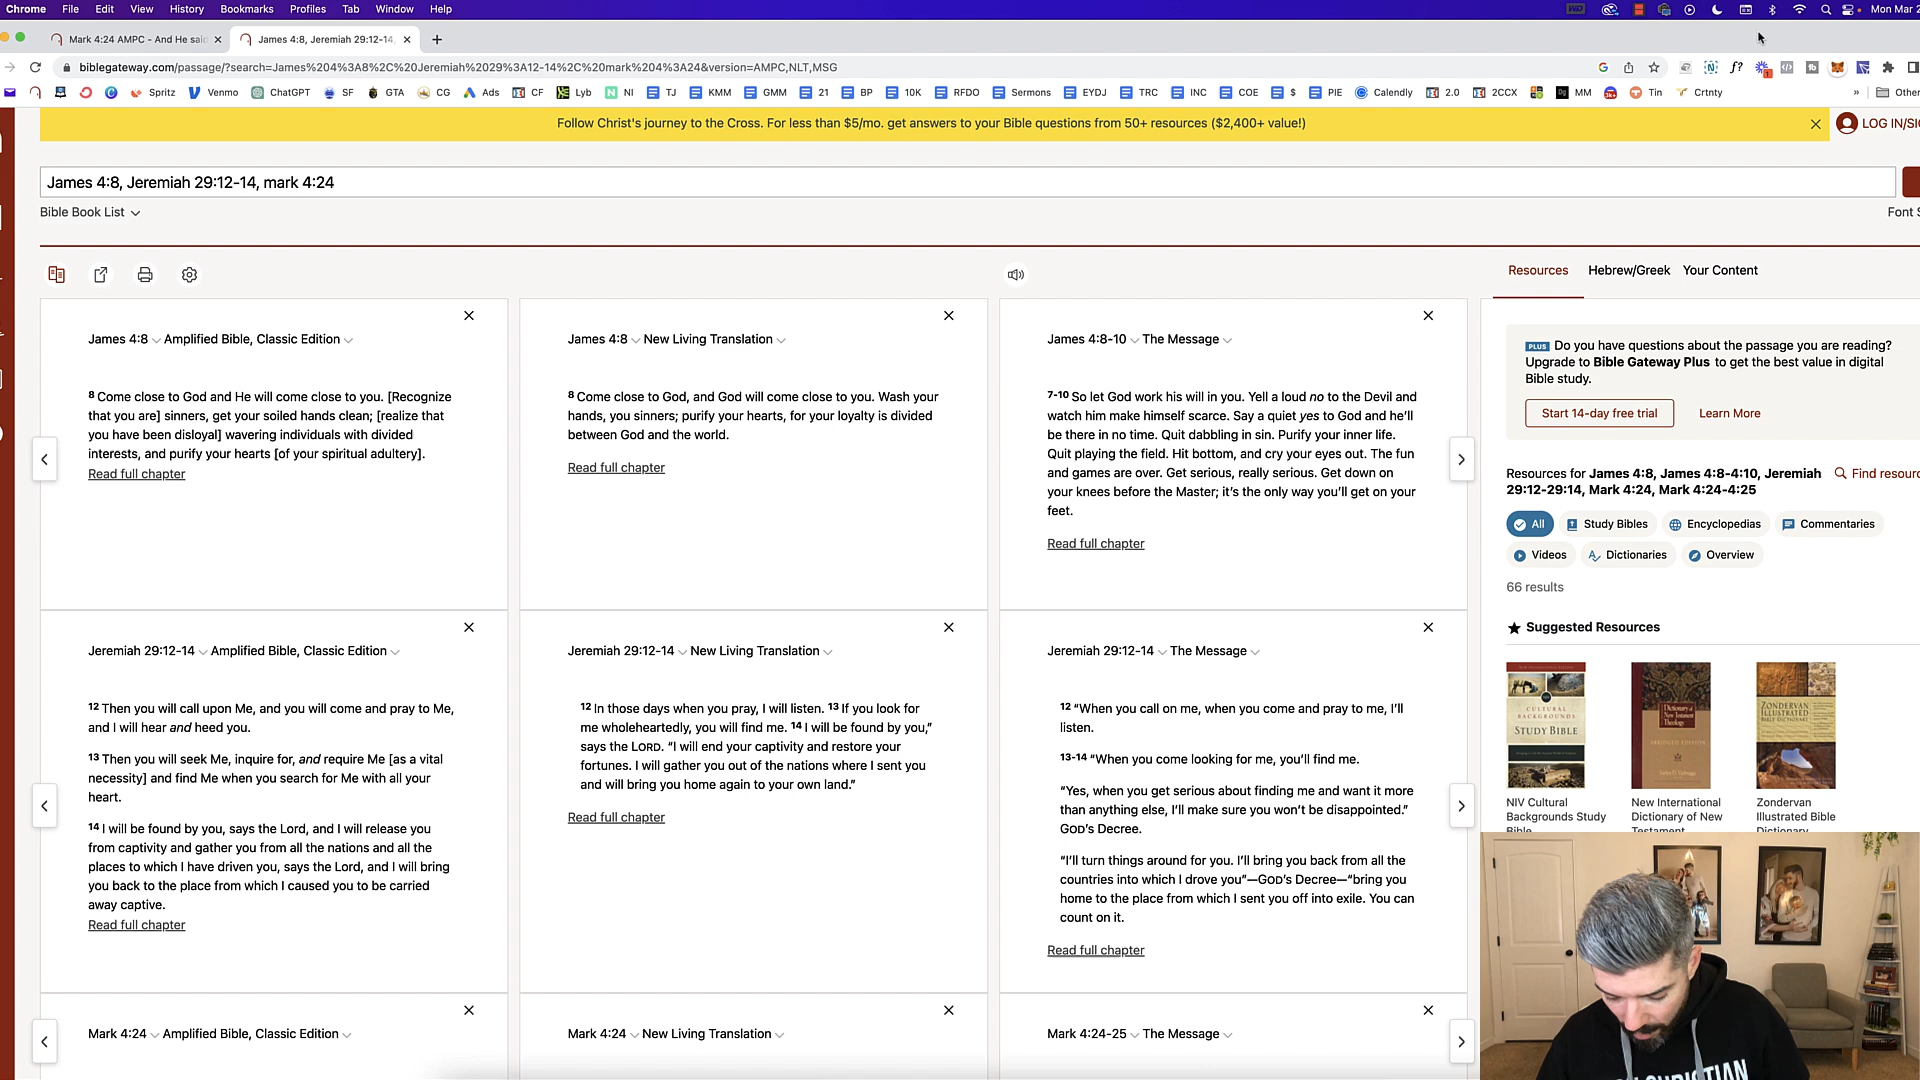 Chrome File Edit View History Bookmarks Profiles Tab Window Help Mon Mar 2
Mark 4:24 AMPC - And He said James 4:8, Jeremiah 29:12-14,
biblegateway.com/passage/?search=James%204%3A8%2C%20Jeremiah%2029%3A12-14%2C%20mark%204%3A24&version=AMPC,NLT,MSG
Spritz Venmo ChatGPT SF GTA CG Ads CF Lyb NI TJ KMM GMM 21 BP 10K RFDO Sermons EYDJ TRC INC COE $ PIE Calendly 2.0 2CCX MM Tin Crtnty » Other
Follow Christ's journey to the Cross. For less than $5/mo. get answers to your Bible questions from 50+ resources ($2,400+ value!)
LOG IN/SI
James 4:8, Jeremiah 29:12-14, mark 4:24
Bible Book List
Font S
Resources Hebrew/Greek Your Content
James 4:8 Amplified Bible, Classic Edition
8 Come close to God and He will come close to you. [Recognize
that you are] sinners, get your soiled hands clean; [realize that
you have been disloyal] wavering individuals with divided
interests, and purify your hearts [of your spiritual adultery].
Read full chapter
James 4:8 New Living Translation
8 Come close to God, and God will come close to you. Wash your
hands, you sinners; purify your hearts, for your loyalty is divided
between God and the world.
Read full chapter
James 4:8-10 The Message
7-10 So let God work his will in you. Yell a loud no to the Devil and
watch him make himself scarce. Say a quiet yes to God and he'll
be there in no time. Quit dabbling in sin. Purify your inner life.
Quit playing the field. Hit bottom, and cry your eyes out. The fun
and games are over. Get serious, really serious. Get down on
your knees before the Master; it's the only way you'll get on your
feet.
Read full chapter
PLUS Do you have questions about the passage you are reading?
Upgrade to Bible Gateway Plus to get the best value in digital
Bible study.
Start 14-day free trial Learn More
Resources for James 4:8, James 4:8-4:10, Jeremiah
29:12-29:14, Mark 4:24, Mark 4:24-4:25
Find resourc
All Study Bibles Encyclopedias Commentaries
Videos Dictionaries Overview
66 results
Suggested Resources
CULTURAL
BACKGROUNDS
STUDY BIBLE
ZONDERVAN
ILLUSTRATED
BIBLE DICTIONARY
NIV Cultural
Backgrounds Study
Bible
New International
Dictionary of New
Testament
Zondervan
Illustrated Bible
Dictionary
Jeremiah 29:12-14 Amplified Bible, Classic Edition
12 Then you will call upon Me, and you will come and pray to Me,
and I will hear and heed you.
13 Then you will seek Me, inquire for, and require Me [as a vital
necessity] and find Me when you search for Me with all your
heart.
14 I will be found by you, says the Lord, and I will release you
from captivity and gather you from all the nations and all the
places to which I have driven you, says the Lord, and I will bring
you back to the place from which I caused you to be carried
away captive.
Read full chapter
Jeremiah 29:12-14 New Living Translation
12 In those days when you pray, I will listen. 13 If you look for
me wholeheartedly, you will find me. 14 I will be found by you,"
says the LORD. "I will end your captivity and restore your
fortunes. I will gather you out of the nations where I sent you
and will bring you home again to your own land."
Read full chapter
Jeremiah 29:12-14 The Message
12 "When you call on me, when you come and pray to me, I'll
listen.
13-14 "When you come looking for me, you'll find me.
"Yes, when you get serious about finding me and want it more
than anything else, I'll make sure you won't be disappointed."
GOD's Decree.
"I'll turn things around for you. I'll bring you back from all the
countries into which I drove you"—GOD's Decree—"bring you
home to the place from which I sent you off into exile. You can
count on it.
Read full chapter
Mark 4:24 Amplified Bible, Classic Edition
Mark 4:24 New Living Translation
Mark 4:24-25 The Message